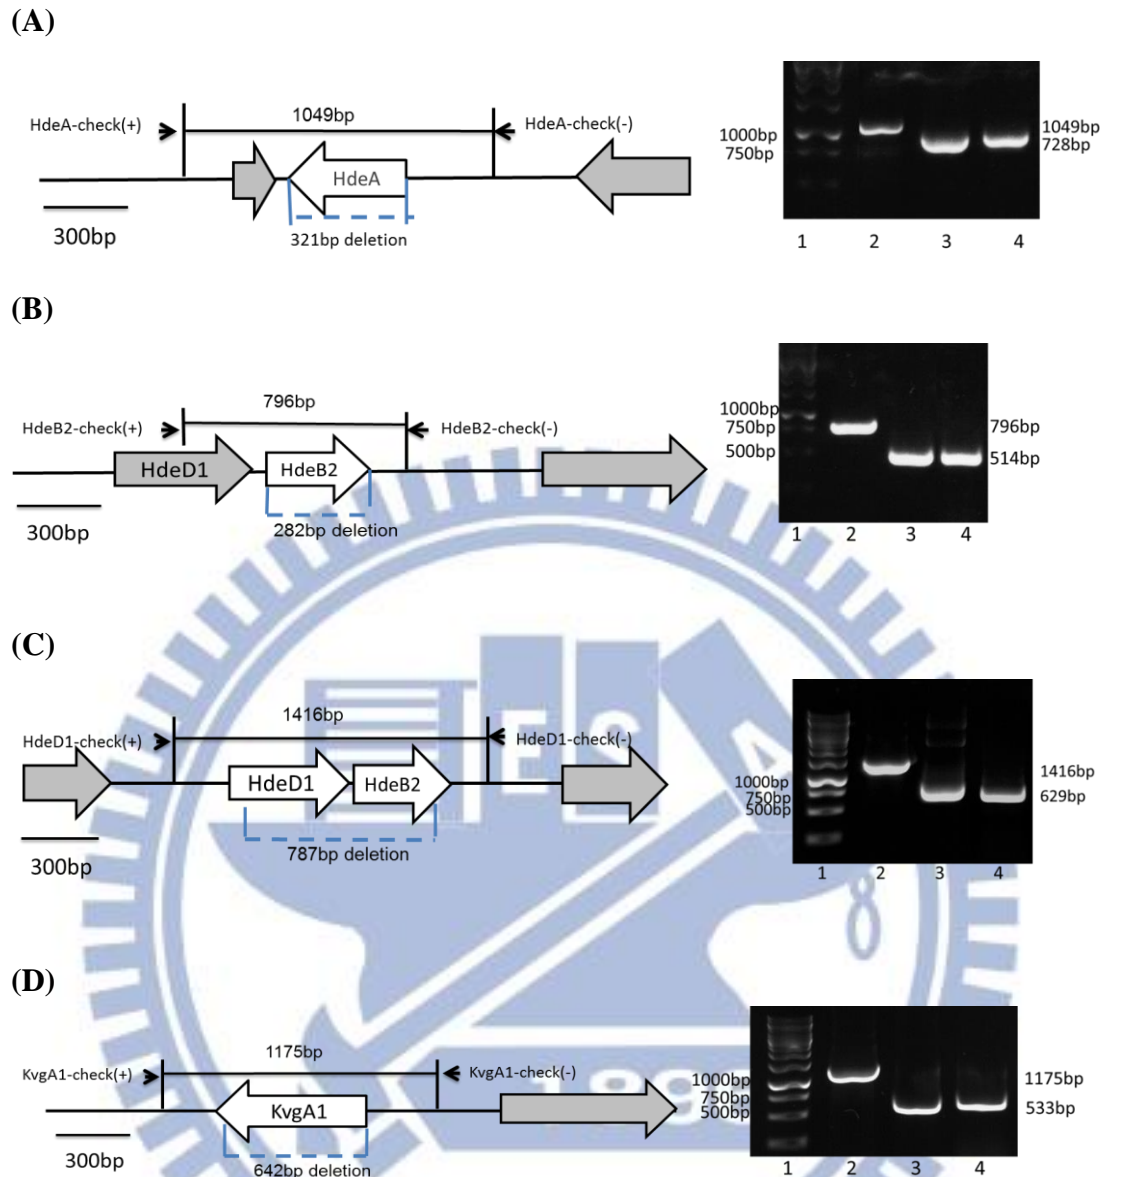 (A)
HdeA-check(+)
1049bp
HdeA-check(-)
HdeA
321bp deletion
300bp
1000bp
750bp
1049bp
728bp
1 2 3 4
(B)
HdeB2-check(+)
796bp
HdeB2-check(-)
HdeD1
HdeB2
282bp deletion
300bp
1000bp
750bp
500bp
796bp
514bp
1 2 3 4
(C)
HdeD1-check(+)
1416bp
HdeD1-check(-)
HdeD1
HdeB2
787bp deletion
300bp
1000bp
750bp
500bp
1416bp
629bp
1 2 3 4
(D)
KvgA1-check(+)
1175bp
KvgA1-check(-)
KvgA1
642bp deletion
300bp
1000bp
750bp
500bp
1175bp
533bp
1 2 3 4
E S A